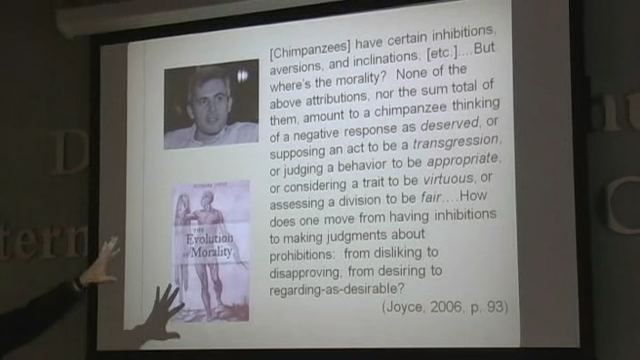 [Chimpanzees] have certain inhibitions,
aversions, and inclinations, [etc.]....But
where's the morality? None of the
above attributions, nor the sum total of
them, amount to a chimpanzee thinking
of a negative response as deserved, or
supposing an act to be a transgression,
or judging a behavior to be appropriate,
or considering a trait to be virtuous, or
assessing a division to be fair....How
does one move from having inhibitions
to making judgments about
prohibitions: from disliking to
disapproving, from desiring to
regarding-as-desirable?
(Joyce, 2006, p. 93)
THE
Evolution
of Morality